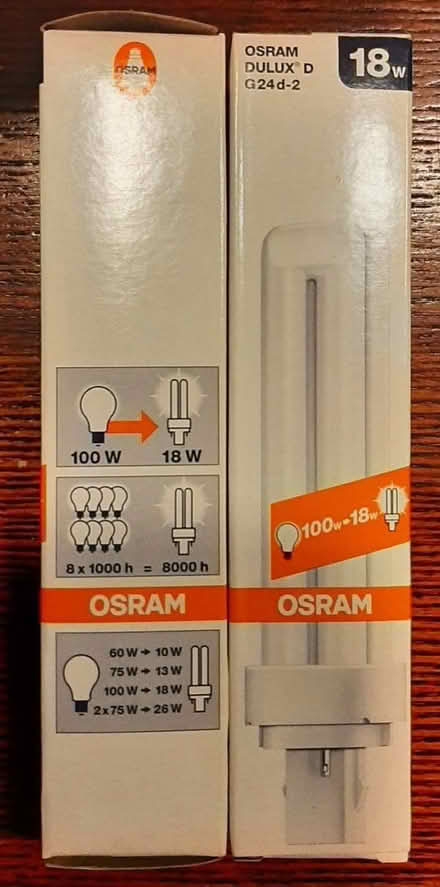 OSRAM
100 W 18 W
8 x 1000 h = 8000 h
OSRAM
60 W → 10 W
75 W → 13 W
100 W → 18 W
2x75 W → 26 W
OSRAM
DULUX® D
G24d-2
18W
100W→18W
OSRAM